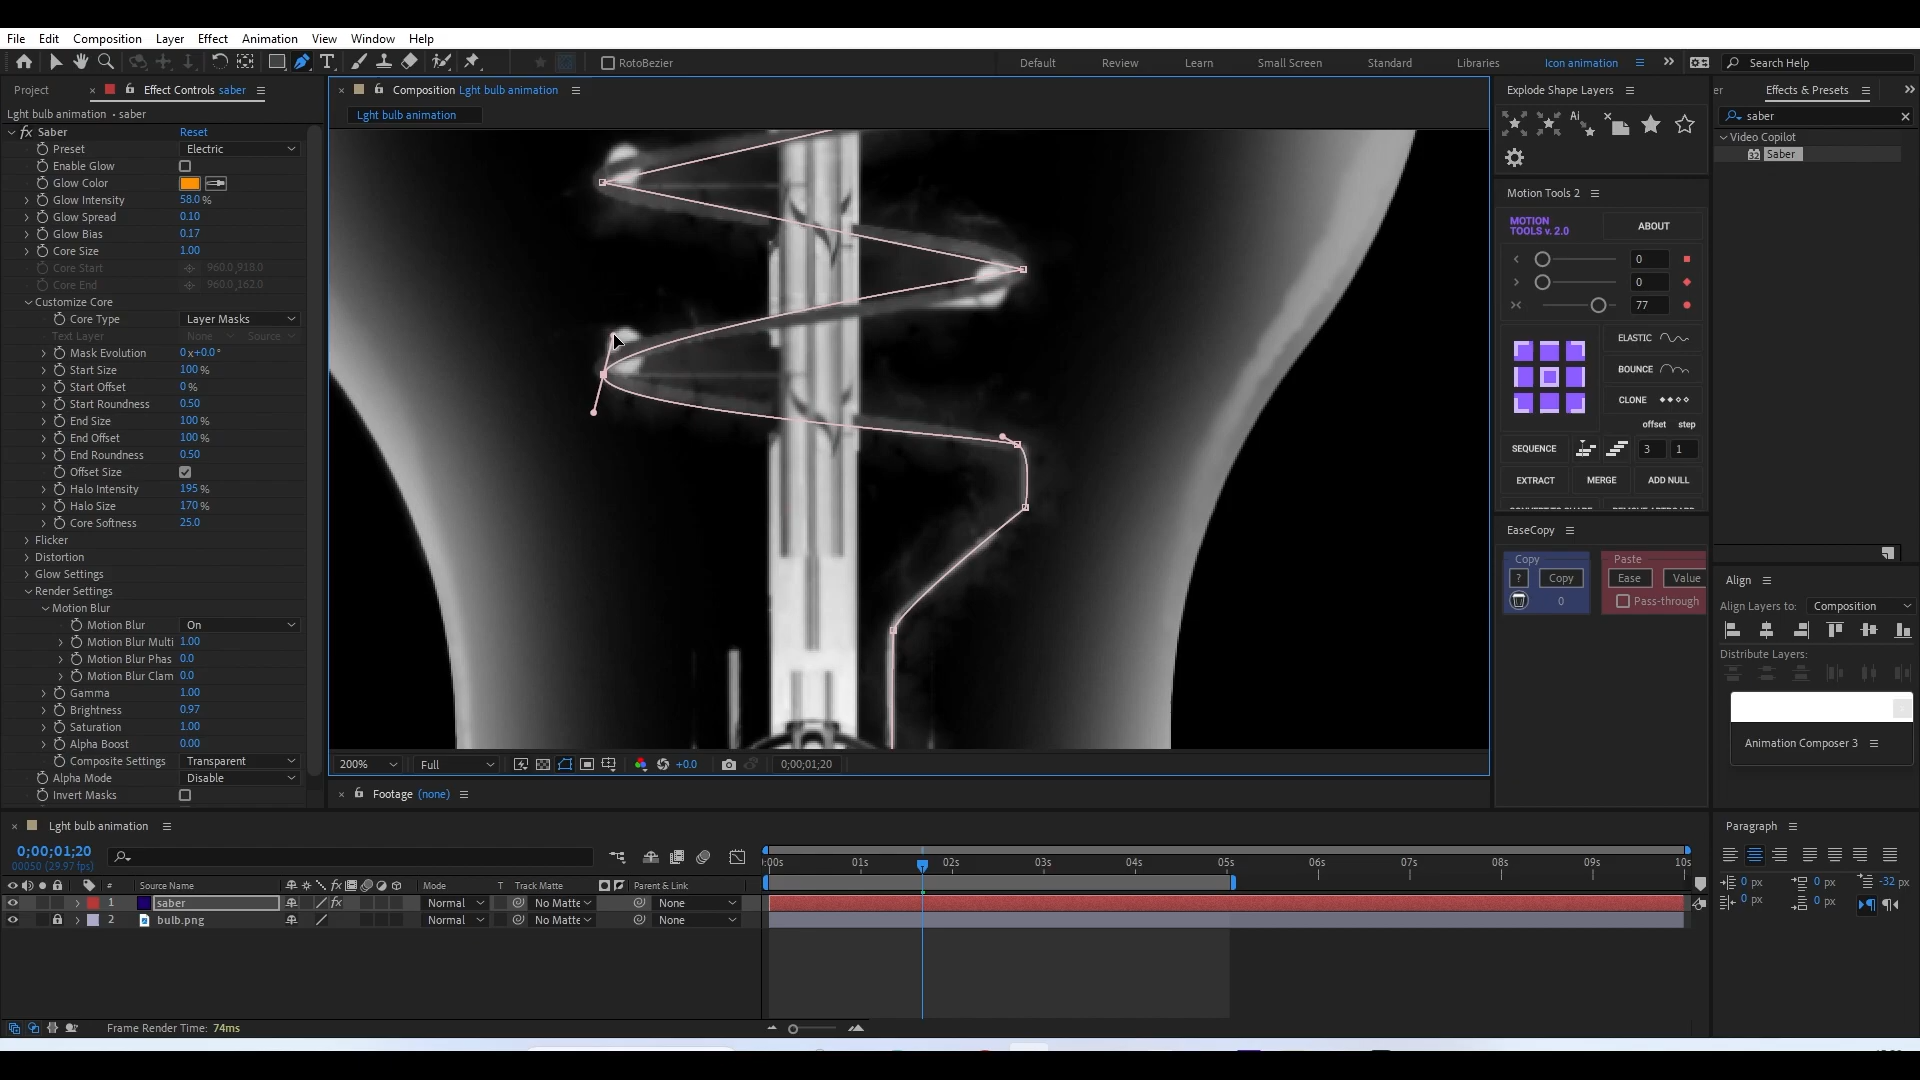 File Edit Composition Layer Effect Animation View Window Help
RotoBezier
Default Review Learn Small Screen Standard Libraries Icon animation Search Help
Project Effect Controls saber
Lght bulb animation • saber
fx Saber Reset
Preset Electric
Enable Glow
Glow Color
Glow Intensity 58.0 %
Glow Spread 0.10
Glow Bias 0.17
Core Size 1.00
Core Start 960.0,918.0
Core End 960.0,162.0
Customize Core
Core Type Layer Masks
Text Layer None Source
Mask Evolution 0 x+0.0 °
Start Size 100 %
Start Offset 0 %
Start Roundness 0.50
End Size 100 %
End Offset 100 %
End Roundness 0.50
Offset Size
Halo Intensity 195 %
Halo Size 170 %
Core Softness 25.0
Flicker
Distortion
Glow Settings
Render Settings
Motion Blur
Motion Blur On
Motion Blur Multi 1.00
Motion Blur Phas 0.0
Motion Blur Clam 0.0
Gamma 1.00
Brightness 0.97
Saturation 1.00
Alpha Boost 0.00
Composite Settings Transparent
Alpha Mode Disable
Invert Masks
Composition Lght bulb animation
Lght bulb animation
200% Full +0.0 0;00;01;20
Footage (none)
Explode Shape Layers
Ai
Motion Tools 2
MOTION
TOOLS v. 2.0
ABOUT
0
0
77
ELASTIC
BOUNCE
CLONE
offset step
SEQUENCE 3 1
EXTRACT MERGE ADD NULL
EaseCopy
Copy Paste
? Copy Ease Value
0 Pass-through
er Effects & Presets
saber
Video Copilot
32 Saber
Align
Align Layers to: Composition
Distribute Layers:
Animation Composer 3
Paragraph
0 px 0 px -32 px
0 px 0 px
Lght bulb animation
0;00;01;20
00050 (29.97 fps)
:00s 01s 02s 03s 04s 05s 06s 07s 08s 09s 10s
# Source Name fx Mode T Track Matte Parent & Link
1 saber fx Normal No Matte None
2 bulb.png Normal No Matte None
Frame Render Time: 74ms